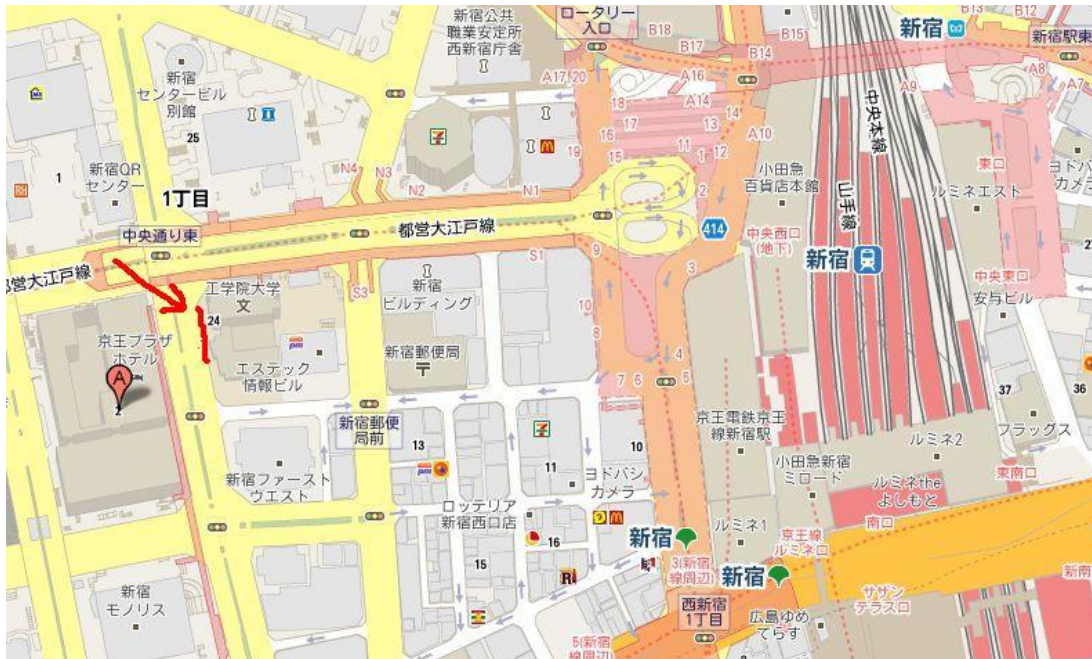 新宿公共
職業安定所
西新宿庁舎
ロータリー
入口
B18
B17
B14
B15
新宿
B13
B12
新宿駅東
新宿
センタービル
別館
25
A17, 20
A16
18
A14
17
13
14
16
11
12
19
15
1
A10
A9
A8
A7
中央本線
山手線
小田急
百貨店本館
東口
ヨドバシ
カメラ
ルミネエスト
新宿QR
センター
1
1丁目
N4
N3
N2
N1
2
414
中央通り東
都営大江戸線
都営大江戸線
中央西口
(地下)
新宿
中央東口
安与ビル
S1
9
3
S3
工学院大学
文
24
新宿
ビルディング
10
8
京王プラザ
ホテル
A
2
エステック
情報ビル
pm
新宿郵便局
〒
4
5
7
6
37
36
新宿郵便
局前
13
10
11
京王電鉄京王
線新宿駅
ルミネ2
フラッグス
小田急新宿
ミロード
東南口
新宿ファースト
ウエスト
pm
ヨドバシ
カメラ
ルミネthe
よしもと
ロッテリア
新宿西口店
ルミネ1
南口
京王線
ルミネ口
新宿
16
15
3(新宿
線周辺)
新宿
新南
新宿
モノリス
西新宿
1丁目
サザン
テラス口
広島ゆめ
てらす
5(新宿
線周辺)